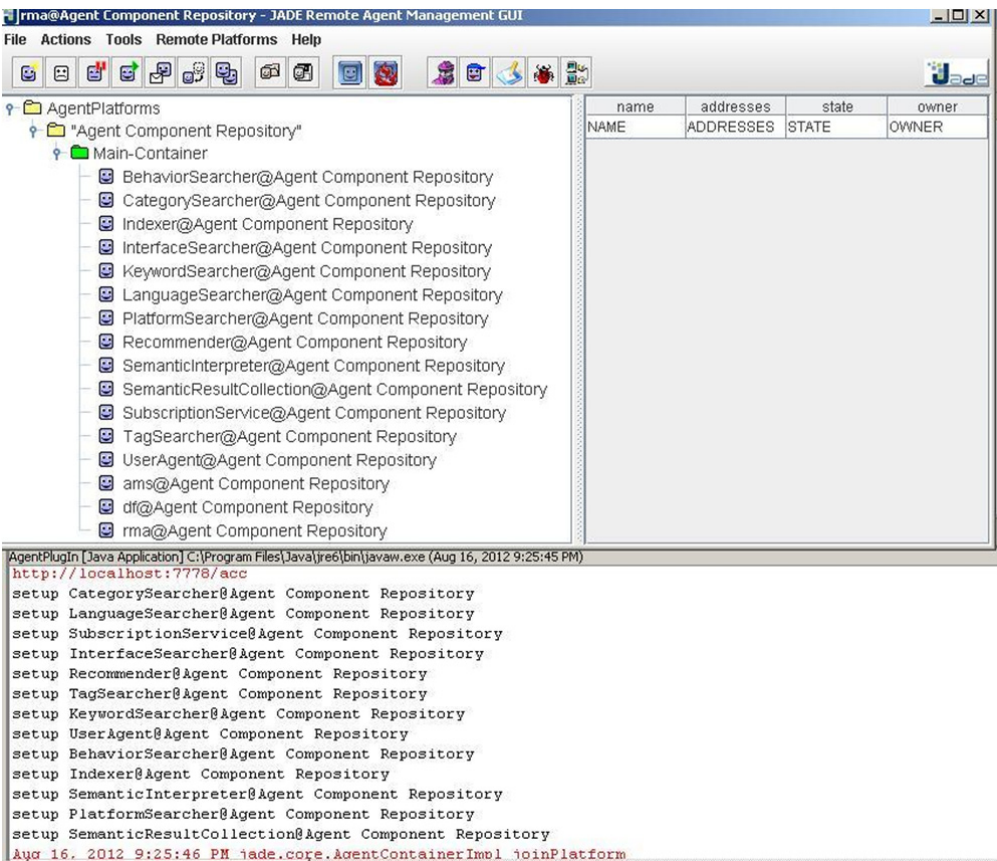 rma@Agent Component Repository - JADE Remote Agent Management GUI
File Actions Tools Remote Platforms Help
Jade
AgentPlatforms
"Agent Component Repository"
Main-Container
BehaviorSearcher@Agent Component Repository
CategorySearcher@Agent Component Repository
Indexer@Agent Component Repository
InterfaceSearcher@Agent Component Repository
KeywordSearcher@Agent Component Repository
LanguageSearcher@Agent Component Repository
PlatformSearcher@Agent Component Repository
Recommender@Agent Component Repository
SemanticInterpreter@Agent Component Repository
SemanticResultCollection@Agent Component Repository
SubscriptionService@Agent Component Repository
TagSearcher@Agent Component Repository
UserAgent@Agent Component Repository
ams@Agent Component Repository
df@Agent Component Repository
rma@Agent Component Repository
name addresses state owner
NAME ADDRESSES STATE OWNER
AgentPlugIn [Java Application] C:\Program Files\Java\jre6\bin\javaw.exe (Aug 16, 2012 9:25:45 PM)
http://localhost:7778/acc
setup CategorySearcher@Agent Component Repository
setup LanguageSearcher@Agent Component Repository
setup SubscriptionService@Agent Component Repository
setup InterfaceSearcher@Agent Component Repository
setup Recommender@Agent Component Repository
setup TagSearcher@Agent Component Repository
setup KeywordSearcher@Agent Component Repository
setup UserAgent@Agent Component Repository
setup BehaviorSearcher@Agent Component Repository
setup Indexer@Agent Component Repository
setup SemanticInterpreter@Agent Component Repository
setup PlatformSearcher@Agent Component Repository
setup SemanticResultCollection@Agent Component Repository
Aug 16, 2012 9:25:46 PM jade.core.AgentContainerImpl joinPlatform